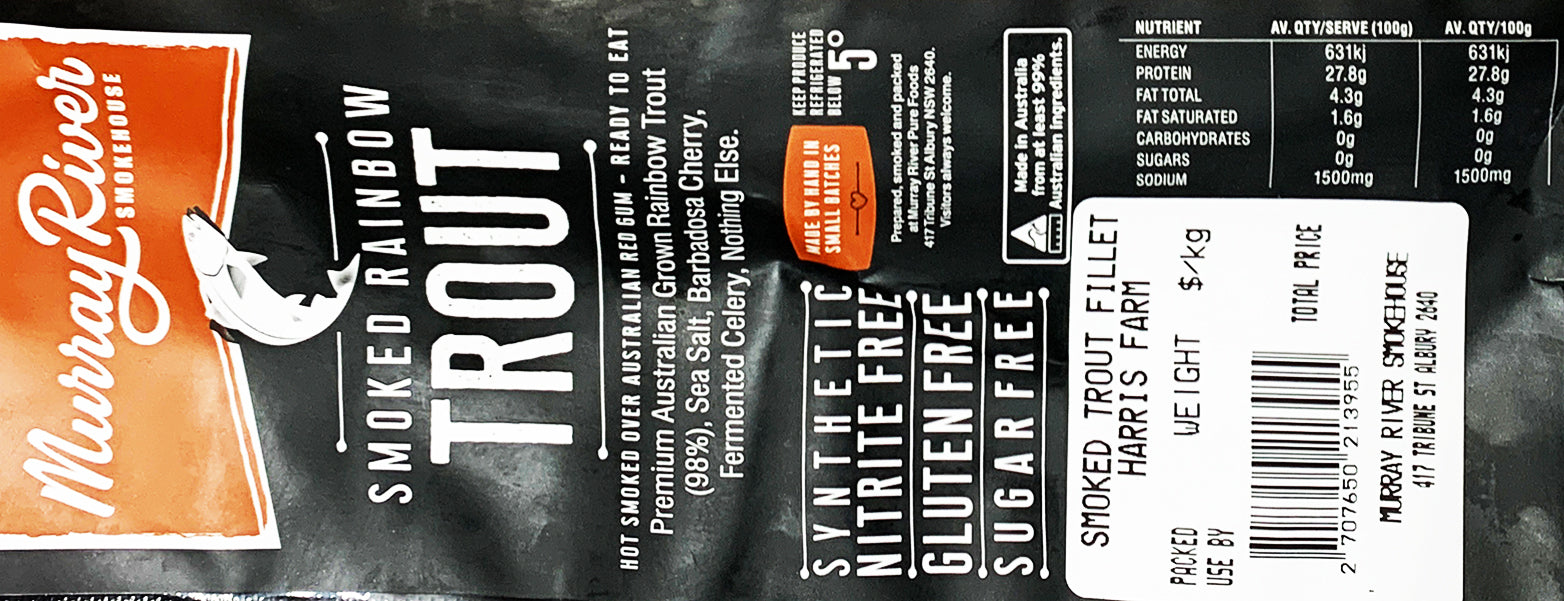 Murray River
SMOKEHOUSE
SMOKED RAINBOW
TROUT
HOT SMOKED OVER AUSTRALIAN RED GUM - READY TO EAT
Premium Australian Grown Rainbow Trout
(98%), Sea Salt, Barbadosa Cherry,
Fermented Celery, Nothing Else.
SYNTHETIC
NITRITE FREE
GLUTEN FREE
SUGAR FREE
MADE BY HAND IN
SMALL BATCHES
KEEP PRODUCE
REFRIGERATED
BELOW 5°
Prepared, smoked and packed
at Murray River Pure Foods
417 Tribune St Albury NSW 2640.
Visitors always welcome.
Made in Australia
from at least 99%
Australian ingredients.
NUTRIENT AV. QTY/SERVE (100g) AV. QTY/100g
ENERGY 631kj 631kj
PROTEIN 27.8g 27.8g
FAT TOTAL 4.3g 4.3g
FAT SATURATED 1.6g 1.6g
CARBOHYDRATES 0g 0g
SUGARS 0g 0g
SODIUM 1500mg 1500mg
SMOKED TROUT FILLET
HARRIS FARM
PACKED WEIGHT $/kg
USE BY
TOTAL PRICE
2 707650 213955
MURRAY RIVER SMOKEHOUSE
417 TRIBUNE ST ALBURY 2640